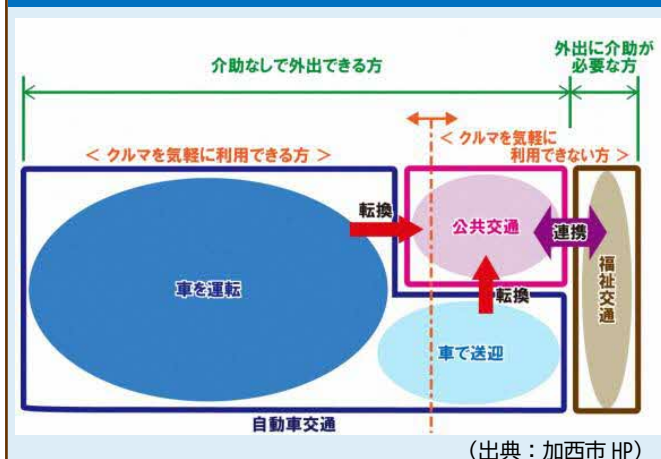 介助なしで外出できる方
外出に介助が
必要な方
＜ クルマを気軽に利用できる方 ＞
＜ クルマを気軽に
利用できない方 ＞
転換
公共交通
連携
福祉交通
車を運転
転換
車で送迎
自動車交通
（出典：加西市 HP）